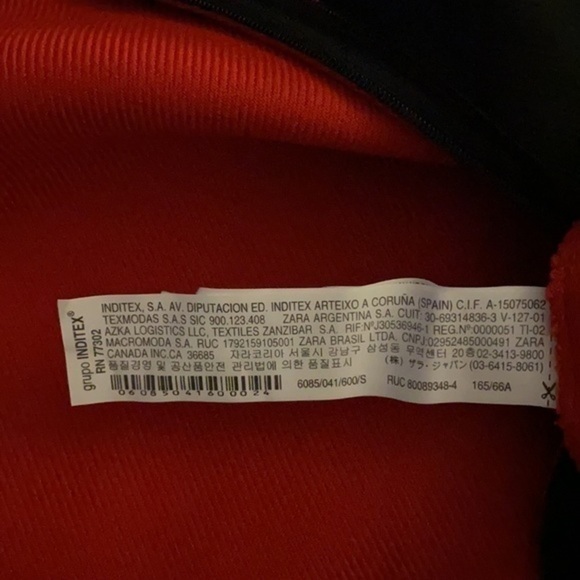 grupo INDITEX®
RN 77302
INDITEX, S.A. AV. DIPUTACION ED. INDITEX ARTEIXO A CORUÑA (SPAIN) C.I.F. A-15075062
TEXMODAS S.A.S SIC 900.123.408 ZARA ARGENTINA S.A. CUIT: 30-69314836-3 V-127-01
AZKA LOGISTICS LLC, TEXTILES ZANZIBAR S.A. RIF NºJ30536946-1 REG.Nº:0000051 TI-02
MACROMODA S.A. RUC 1792159105001 ZARA BRASIL LTDA. CNPJ:02952485000491 ZARA
CANADA INC.CA 36685 자라코리아 서울시 강남구 삼성동 무역센터 20층 02-3413-9800
품질경영 및 공산품안전 관리법에 의한 품질표시 (株) ザラ・ジャパン(03-6415-8061)
6085/041/600/S RUC 80089348-4 165/66A
06085041600024